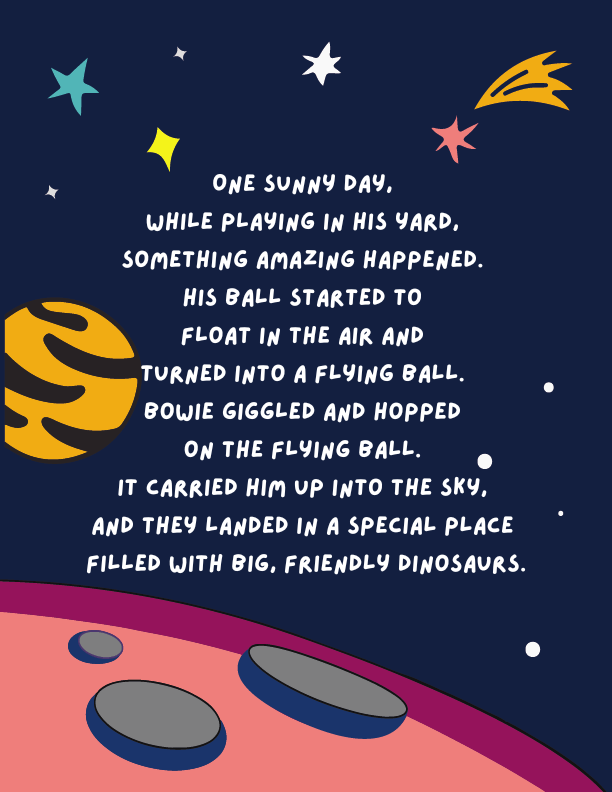 ONE SUNNY DAY,
WHILE PLAYING IN HIS YARD,
SOMETHING AMAZING HAPPENED.
HIS BALL STARTED TO
FLOAT IN THE AIR AND
TURNED INTO A FLYING BALL.
BOWIE GIGGLED AND HOPPED
ON THE FLYING BALL.
IT CARRIED HIM UP INTO THE SKY,
AND THEY LANDED IN A SPECIAL PLACE
FILLED WITH BIG, FRIENDLY DINOSAURS.